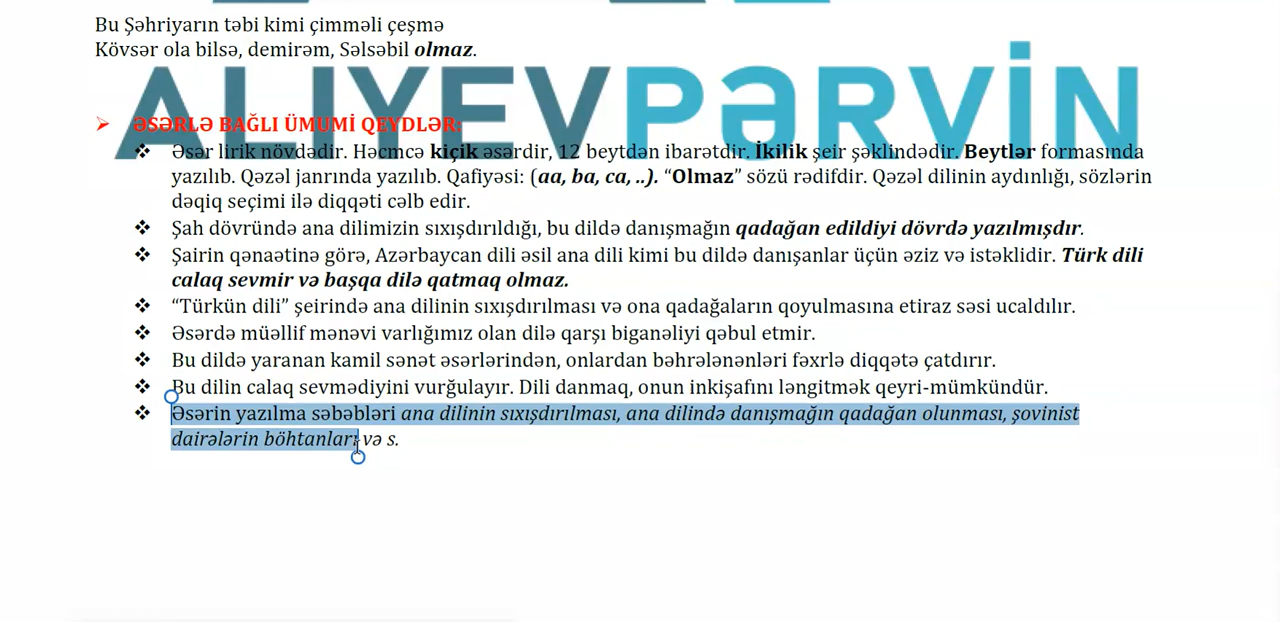 Bu Şəhriyarın təbi kimi çimməli çeşmə
Kövsər ola bilsə, demirəm, Səlsəbil olmaz.
ALIYEVPƏRVİN
➢ ƏSƏRLƏ BAĞLI ÜMUMİ QEYDLƏR:
❖ Əsər lirik növdədir. Həcmcə kiçik əsərdir, 12 beytdən ibarətdir. İkilik şeir şəklindədir. Beytlər formasında
yazılıb. Qəzəl janrında yazılıb. Qafiyəsi: (aa, ba, ca, ..). “Olmaz” sözü rədifdir. Qəzəl dilinin aydınlığı, sözlərin
dəqiq seçimi ilə diqqəti cəlb edir.
❖ Şah dövründə ana dilimizin sıxışdırıldığı, bu dildə danışmağın qadağan edildiyi dövrdə yazılmışdır.
❖ Şairin qənaətinə görə, Azərbaycan dili əsil ana dili kimi bu dildə danışanlar üçün əziz və istəklidir. Türk dili
calaq sevmir və başqa dilə qatmaq olmaz.
❖ “Türkün dili” şeirində ana dilinin sıxışdırılması və ona qadağaların qoyulmasına etiraz səsi ucaldılır.
❖ Əsərdə müəllif mənəvi varlığımız olan dilə qarşı biganəliyi qəbul etmir.
❖ Bu dildə yaranan kamil sənət əsərlərindən, onlardan bəhrələnənləri fəxrlə diqqətə çatdırır.
❖ Bu dilin calaq sevmədiyini vurğulayır. Dili danmaq, onun inkişafını ləngitmək qeyri-mümkündür.
❖ Əsərin yazılma səbəbləri ana dilinin sıxışdırılması, ana dilində danışmağın qadağan olunması, şovinist
dairələrin böhtanları və s.